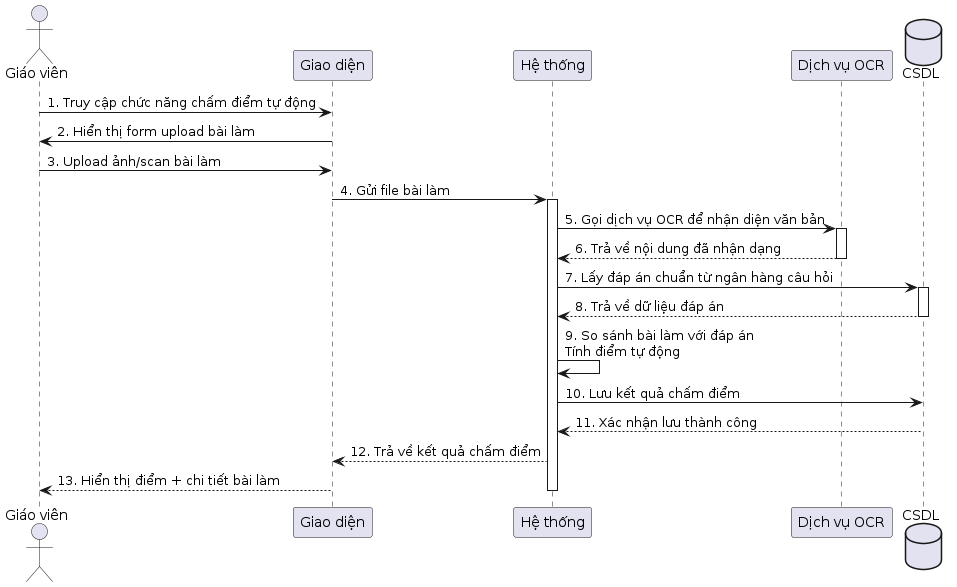 Giáo viên
Giao diện
Hệ thống
Dịch vụ OCR
CSDL
1. Truy cập chức năng chấm điểm tự động
2. Hiển thị form upload bài làm
3. Upload ảnh/scan bài làm
4. Gửi file bài làm
5. Gọi dịch vụ OCR để nhận diện văn bản
6. Trả về nội dung đã nhận dạng
7. Lấy đáp án chuẩn từ ngân hàng câu hỏi
8. Trả về dữ liệu đáp án
9. So sánh bài làm với đáp án
Tính điểm tự động
10. Lưu kết quả chấm điểm
11. Xác nhận lưu thành công
12. Trả về kết quả chấm điểm
13. Hiển thị điểm + chi tiết bài làm
Giáo viên
Giao diện
Hệ thống
Dịch vụ OCR
CSDL